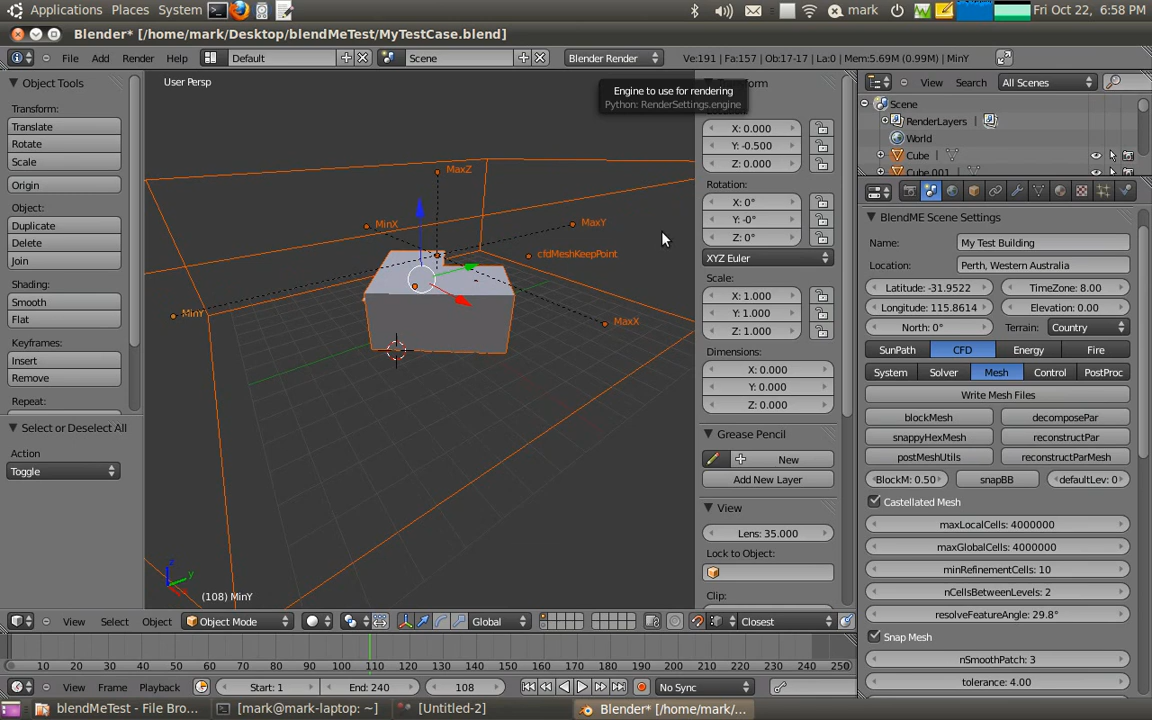 Applications Places System mark Fri Oct 22, 6:58 PM
Blender* [/home/mark/Desktop/blendMeTest/MyTestCase.blend]
File Add Render Help Default Scene Blender Render Ve:191 | Fa:157 | Ob:17-17 | La:0 | Mem:5.69M (0.99M) | MinY
Object Tools
Transform:
Translate
Rotate
Scale
Origin
Object:
Duplicate
Delete
Join
Shading:
Smooth
Flat
Keyframes:
Insert
Remove
Repeat:
Select or Deselect All
Action
Toggle
User Persp
MaxZ
MinX
MaxY
cfdMeshKeepPoint
MinY
MaxX
z
y
(108) MinY
Engine to use for rendering
Python: RenderSettings.engine
Transform
X: 0.000
Y: -0.500
Z: 0.000
Rotation:
X: 0°
Y: -0°
Z: 0°
XYZ Euler
Scale:
X: 1.000
Y: 1.000
Z: 1.000
Dimensions:
X: 0.000
Y: 0.000
Z: 0.000
Grease Pencil
New
Add New Layer
View
Lens: 35.000
Lock to Object:
Clip:
View Search All Scenes
Scene
RenderLayers
World
Cube
Cube.001
BlendME Scene Settings
Name: My Test Building
Location: Perth, Western Australia
Latitude: -31.9522 TimeZone: 8.00
Longitude: 115.8614 Elevation: 0.00
North: 0° Terrain: Country
SunPath CFD Energy Fire
System Solver Mesh Control PostProc
Write Mesh Files
blockMesh decomposePar
snappyHexMesh reconstructPar
postMeshUtils reconstructParMesh
BlockM: 0.50 snapBB defaultLev: 0
Castellated Mesh
maxLocalCells: 4000000
maxGlobalCells: 4000000
minRefinementCells: 10
nCellsBetweenLevels: 2
resolveFeatureAngle: 29.8°
Snap Mesh
nSmoothPatch: 3
tolerance: 4.00
View Select Object Object Mode Global Closest
10 20 30 40 50 60 70 80 90 100 110 120 130 140 150 160 170 180 190 200 210 220 230 240 250
View Frame Playback Start: 1 End: 240 108 No Sync
blendMeTest - File Bro... [mark@mark-laptop: ~] [Untitled-2] Blender* [/home/mark/...